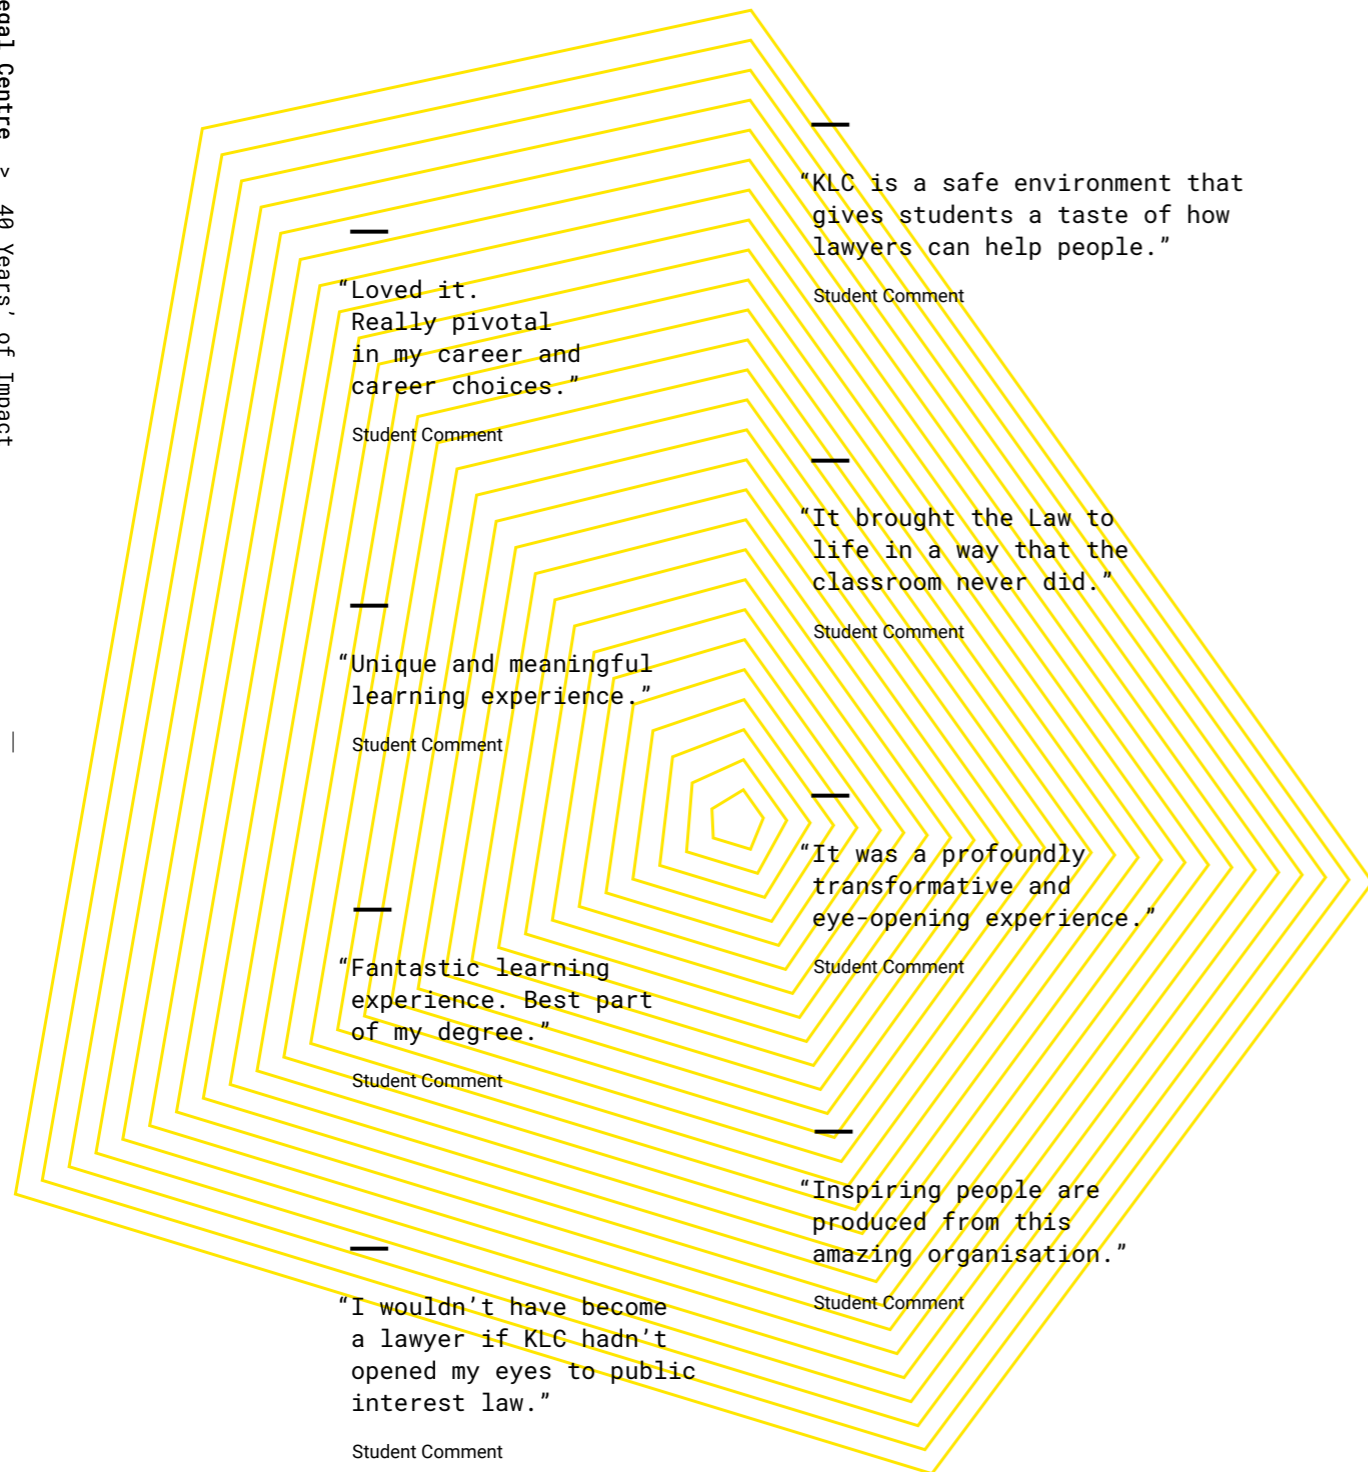 Centre > 40 Years’ of Impact
“Loved it.
Really pivotal
in my career and
career choices.”
Student Comment
“Unique and meaningful
learning experience.”
Student Comment
“Fantastic learning
experience. Best part
of my degree.”
Student Comment
“I wouldn’t have become
a lawyer if KLC hadn’t
opened my eyes to public
interest law.”
Student Comment
“KLC is a safe environment that
gives students a taste of how
lawyers can help people.”
Student Comment
“It brought the Law to
life in a way that the
classroom never did.”
Student Comment
“It was a profoundly
transformative and
eye-opening experience.”
Student Comment
“Inspiring people are
produced from this
amazing organisation.”
Student Comment